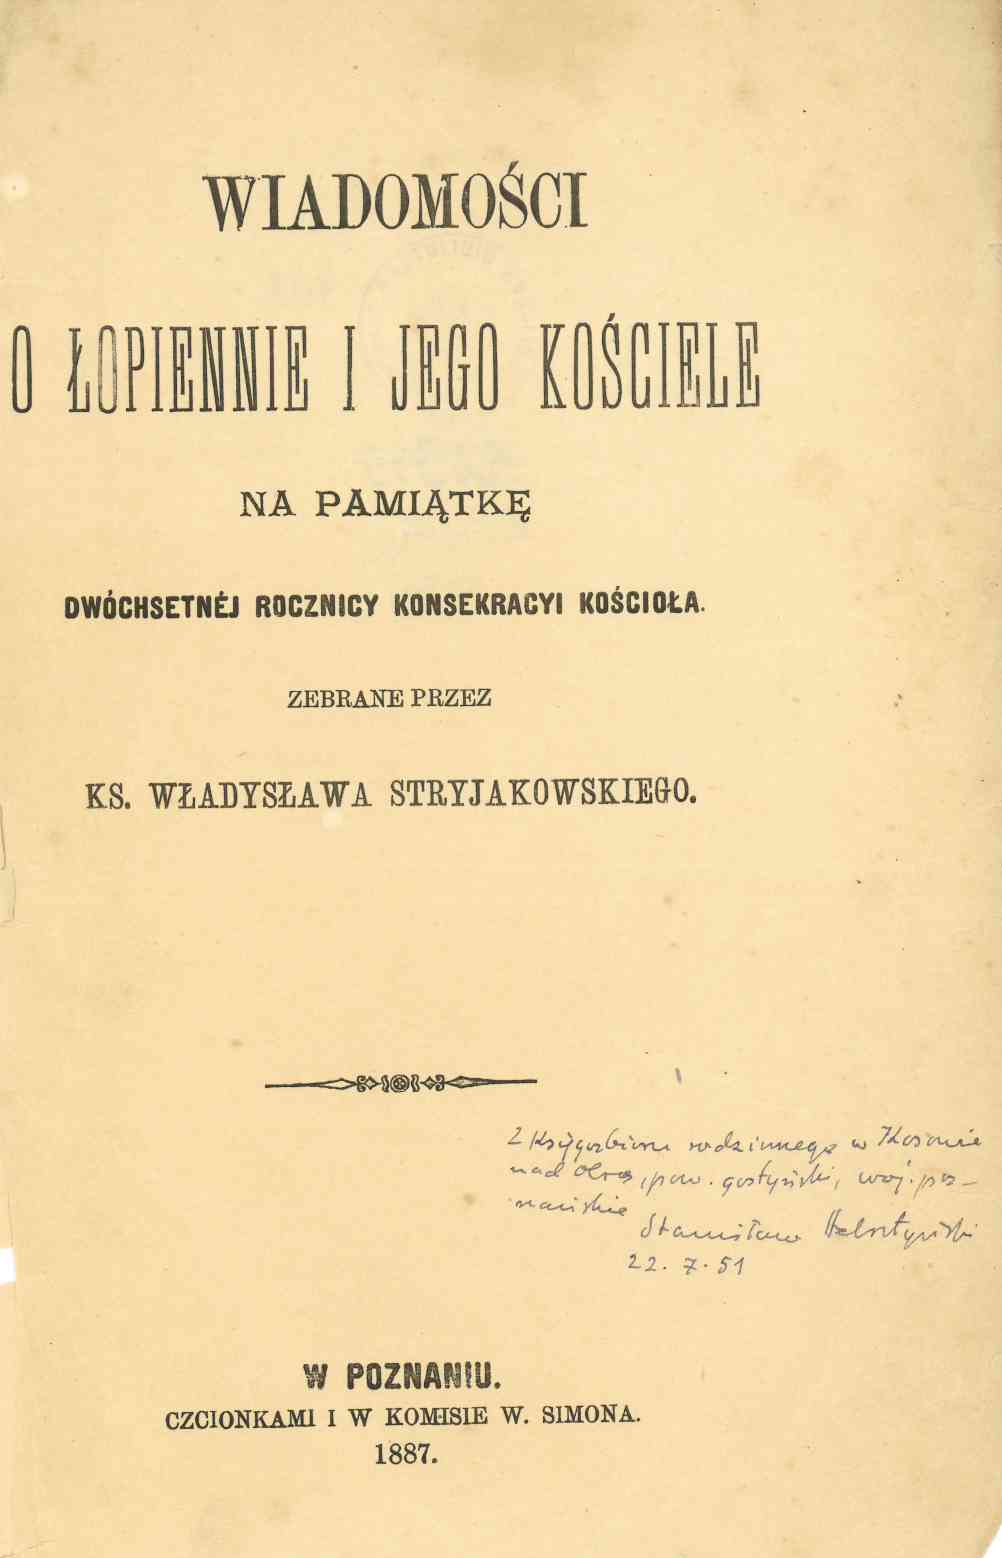 WIADOMOŚCI
O ŁOPIENNIE I JEGO KOŚCIELE
NA PAMIĄTKĘ
DWÓCHSETNÉJ ROCZNICY KONSEKRACYI KOŚCIOŁA.
ZEBRANE PRZEZ
KS. WŁADYSŁAWA STRYJAKOWSKIEGO.
Z Księgozbioru rodzinnego w
nad Obrą, pow. gostyński, woj. poz-
nańskie
Stanisław Helsztyński
22. 7. 51
W POZNANIU.
CZCIONKAMI I W KOMISIE W. SIMONA.
1887.